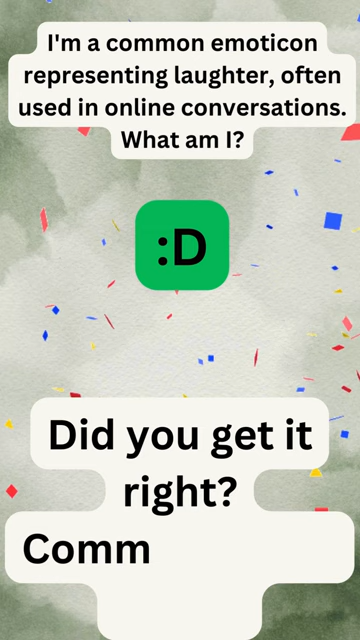 I'm a common emoticon
representing laughter, often
used in online conversations.
What am I?
:D
Did you get it
right?
Comm